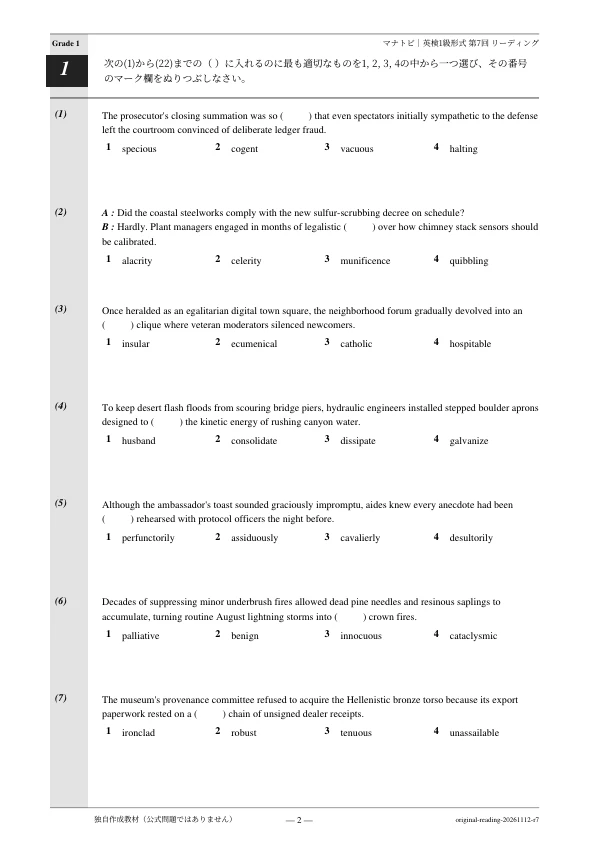 Grade 1
マナトビ｜英検1級形式 第7回 リーディング
1
次の(1)から(22)までの（ ）に入れるのに最も適切なものを1, 2, 3, 4の中から一つ選び、その番号
のマーク欄をぬりつぶしなさい。
(1)
The prosecutor's closing summation was so (          ) that even spectators initially sympathetic to the defense
left the courtroom convinced of deliberate ledger fraud.
1 specious 2 cogent 3 vacuous 4 halting
(2)
A : Did the coastal steelworks comply with the new sulfur-scrubbing decree on schedule?
B : Hardly. Plant managers engaged in months of legalistic (          ) over how chimney stack sensors should
be calibrated.
1 alacrity 2 celerity 3 munificence 4 quibbling
(3)
Once heralded as an egalitarian digital town square, the neighborhood forum gradually devolved into an
(          ) clique where veteran moderators silenced newcomers.
1 insular 2 ecumenical 3 catholic 4 hospitable
(4)
To keep desert flash floods from scouring bridge piers, hydraulic engineers installed stepped boulder aprons
designed to (          ) the kinetic energy of rushing canyon water.
1 husband 2 consolidate 3 dissipate 4 galvanize
(5)
Although the ambassador's toast sounded graciously impromptu, aides knew every anecdote had been
(          ) rehearsed with protocol officers the night before.
1 perfunctorily 2 assiduously 3 cavalierly 4 desultorily
(6)
Decades of suppressing minor underbrush fires allowed dead pine needles and resinous saplings to
accumulate, turning routine August lightning storms into (          ) crown fires.
1 palliative 2 benign 3 innocuous 4 cataclysmic
(7)
The museum's provenance committee refused to acquire the Hellenistic bronze torso because its export
paperwork rested on a (          ) chain of unsigned dealer receipts.
1 ironclad 2 robust 3 tenuous 4 unassailable
独自作成教材（公式問題ではありません）
— 2 —
original-reading-20261112-r7